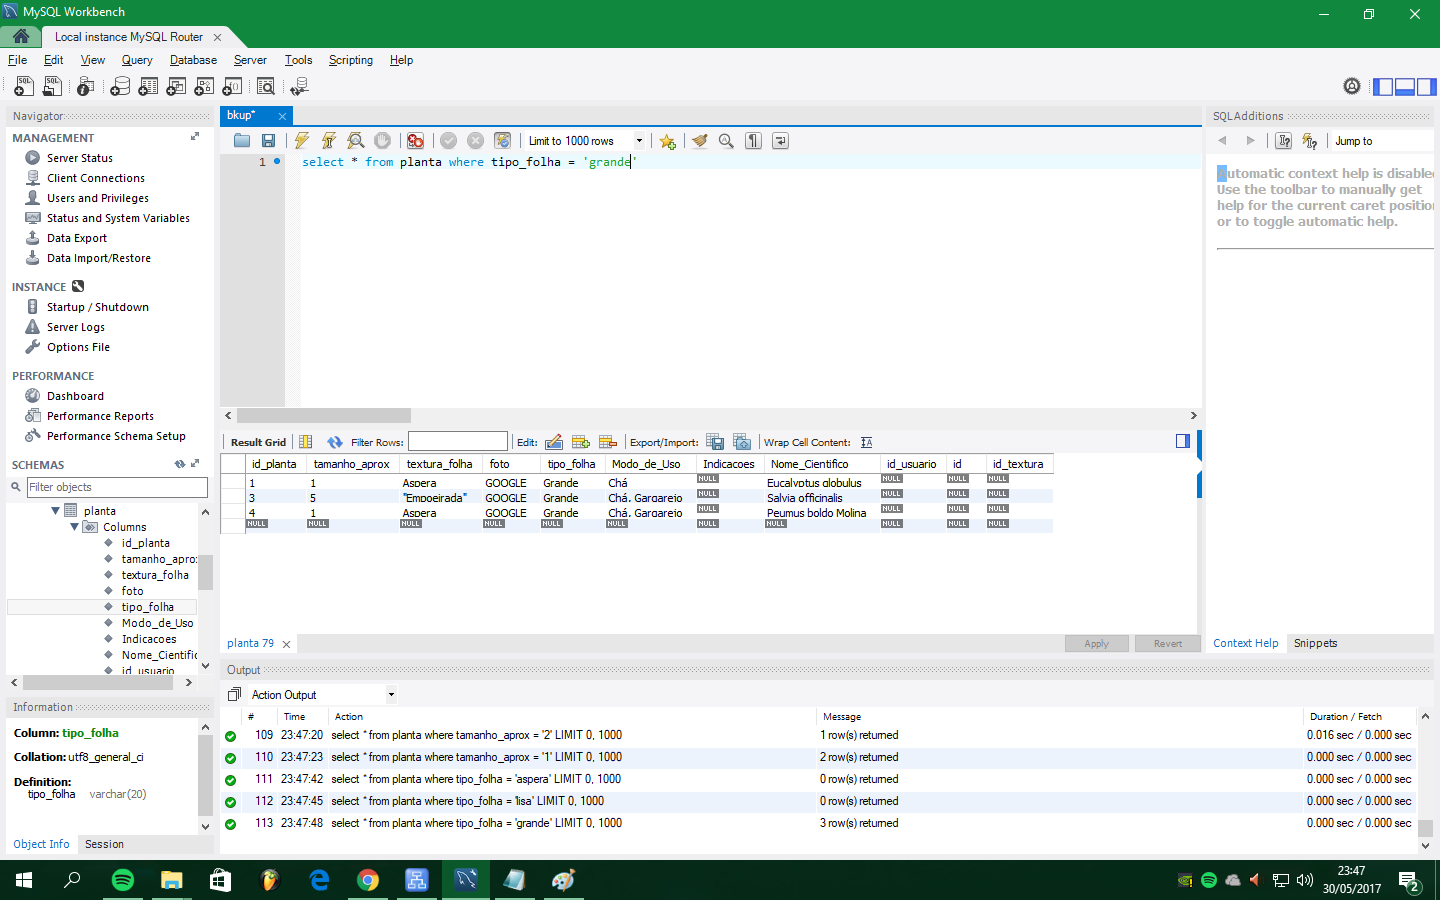 MySQL Workbench
Local instance MySQL Router
File Edit View Query Database Server Tools Scripting Help
Navigator
MANAGEMENT
Server Status
Client Connections
Users and Privileges
Status and System Variables
Data Export
Data Import/Restore
INSTANCE
Startup / Shutdown
Server Logs
Options File
PERFORMANCE
Dashboard
Performance Reports
Performance Schema Setup
SCHEMAS
Filter objects
planta
Columns
id_planta
tamanho_aprox
textura_folha
foto
tipo_folha
Modo_de_Uso
Indicacoes
Nome_Cientific
id_usuario
Information
Column: tipo_folha
Collation: utf8_general_ci
Definition:
tipo_folha varchar(20)
Object Info Session
bkup*
Limit to 1000 rows
1 select * from planta where tipo_folha = 'grande'
Result Grid Filter Rows: Edit: Export/Import: Wrap Cell Content:
id_planta tamanho_aprox textura_folha foto tipo_folha Modo_de_Uso Indicacoes Nome_Cientifico id_usuario id id_textura
1 1 Aspera GOOGLE Grande Chá NULL Eucalyptus globulus NULL NULL NULL
3 5 "Empoeirada" GOOGLE Grande Chá, Gargarejo NULL Salvia officinalis NULL NULL NULL
4 1 Aspera GOOGLE Grande Chá, Gargarejo NULL Peumus boldo Molina NULL NULL NULL
NULL NULL NULL NULL NULL NULL NULL NULL NULL NULL NULL
planta 79
Apply Revert
SQLAdditions
Jump to
Automatic context help is disabled
Use the toolbar to manually get
help for the current caret position
or to toggle automatic help.
Context Help Snippets
Output
Action Output
# Time Action Message Duration / Fetch
109 23:47:20 select * from planta where tamanho_aprox = '2' LIMIT 0, 1000 1 row(s) returned 0.016 sec / 0.000 sec
110 23:47:23 select * from planta where tamanho_aprox = '1' LIMIT 0, 1000 2 row(s) returned 0.000 sec / 0.000 sec
111 23:47:42 select * from planta where tipo_folha = 'aspera' LIMIT 0, 1000 0 row(s) returned 0.000 sec / 0.000 sec
112 23:47:45 select * from planta where tipo_folha = 'lisa' LIMIT 0, 1000 0 row(s) returned 0.000 sec / 0.000 sec
113 23:47:48 select * from planta where tipo_folha = 'grande' LIMIT 0, 1000 3 row(s) returned 0.000 sec / 0.000 sec
23:47
30/05/2017
2